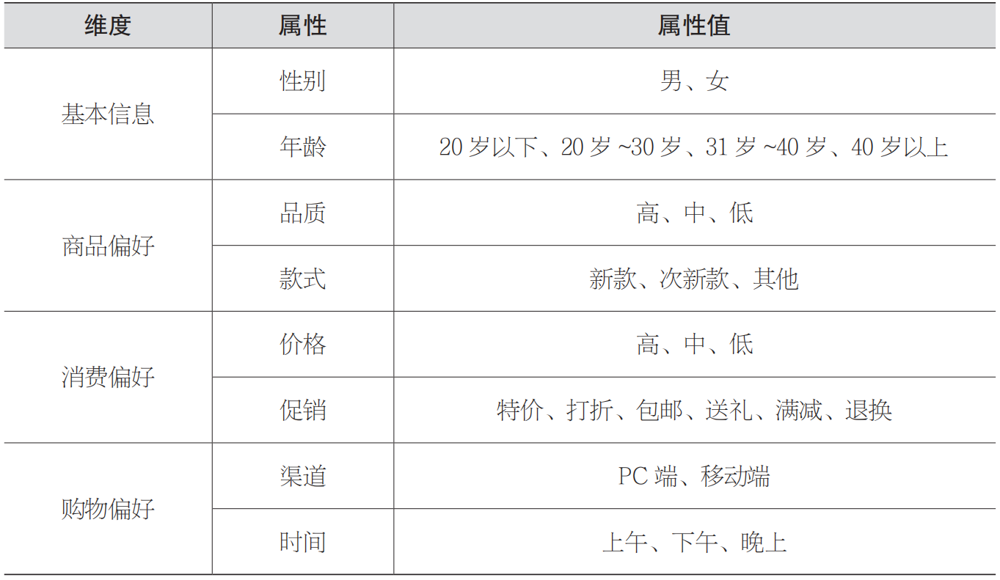 维度 属性 属性值
基本信息 性别 男、女
年龄 20 岁以下、20 岁 ~30 岁、31 岁 ~40 岁、40 岁以上
商品偏好 品质 高、中、低
款式 新款、次新款、其他
消费偏好 价格 高、中、低
促销 特价、打折、包邮、送礼、满减、退换
购物偏好 渠道 PC 端、移动端
时间 上午、下午、晚上